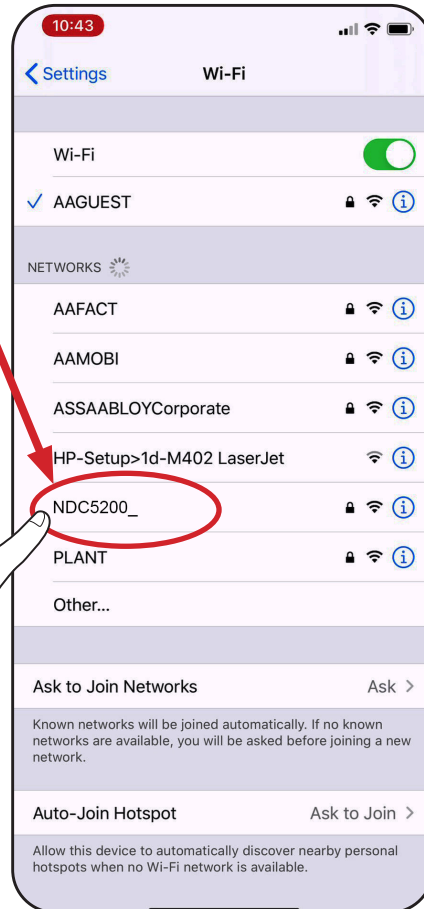 10:43
Settings
Wi-Fi
Wi-Fi
AAGUEST
NETWORKS
AAFACT
AAMOBI
ASSAABLOYCorporate
HP-Setup>1d-M402 LaserJet
NDC5200_
PLANT
Other...
Ask to Join Networks Ask
Known networks will be joined automatically. If no known
networks are available, you will be asked before joining a new
network.
Auto-Join Hotspot Ask to Join
Allow this device to automatically discover nearby personal
hotspots when no Wi-Fi network is available.